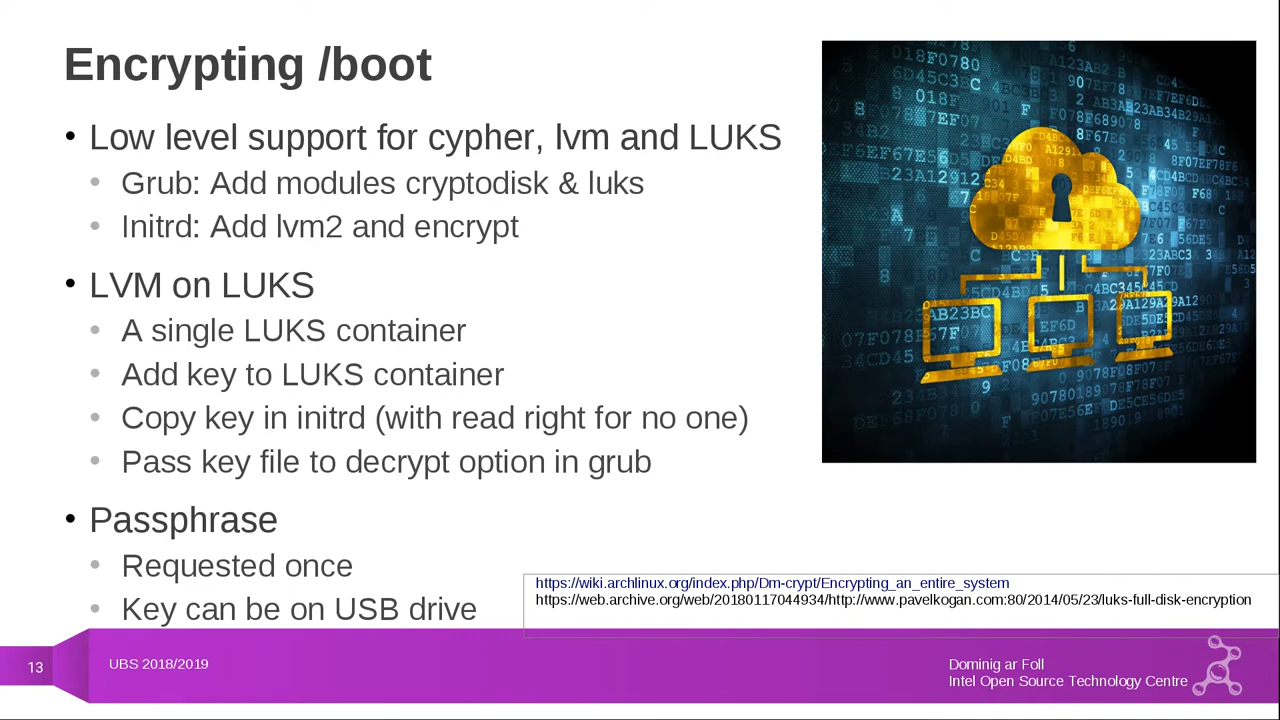 Encrypting /boot
• Low level support for cypher, lvm and LUKS
• Grub: Add modules cryptodisk & luks
• Initrd: Add lvm2 and encrypt
• LVM on LUKS
• A single LUKS container
• Add key to LUKS container
• Copy key in initrd (with read right for no one)
• Pass key file to decrypt option in grub
• Passphrase
• Requested once
• Key can be on USB drive
https://wiki.archlinux.org/index.php/Dm-crypt/Encrypting_an_entire_system
https://web.archive.org/web/20180117044934/http://www.pavelkogan.com:80/2014/05/23/luks-full-disk-encryption
13
UBS 2018/2019
Dominig ar Foll
Intel Open Source Technology Centre